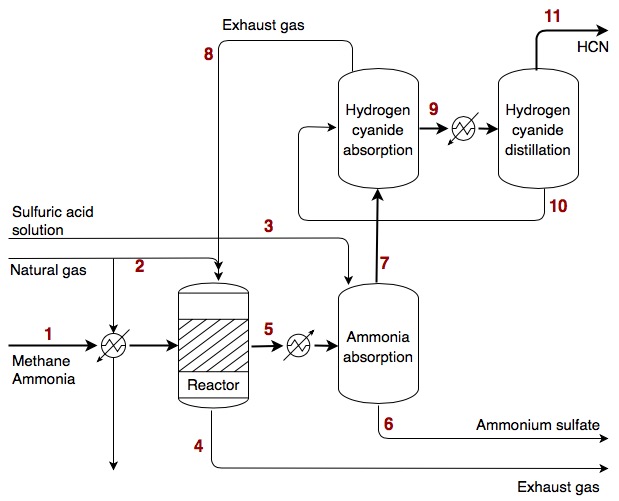 11
Exhaust gas
HCN
8
Hydrogen
cyanide
absorption
9
Hydrogen
cyanide
distillation
10
Sulfuric acid
solution
3
Natural gas
2
7
1
Methane
Ammonia
5
Reactor
Ammonia
absorption
6
Ammonium sulfate
4
Exhaust gas